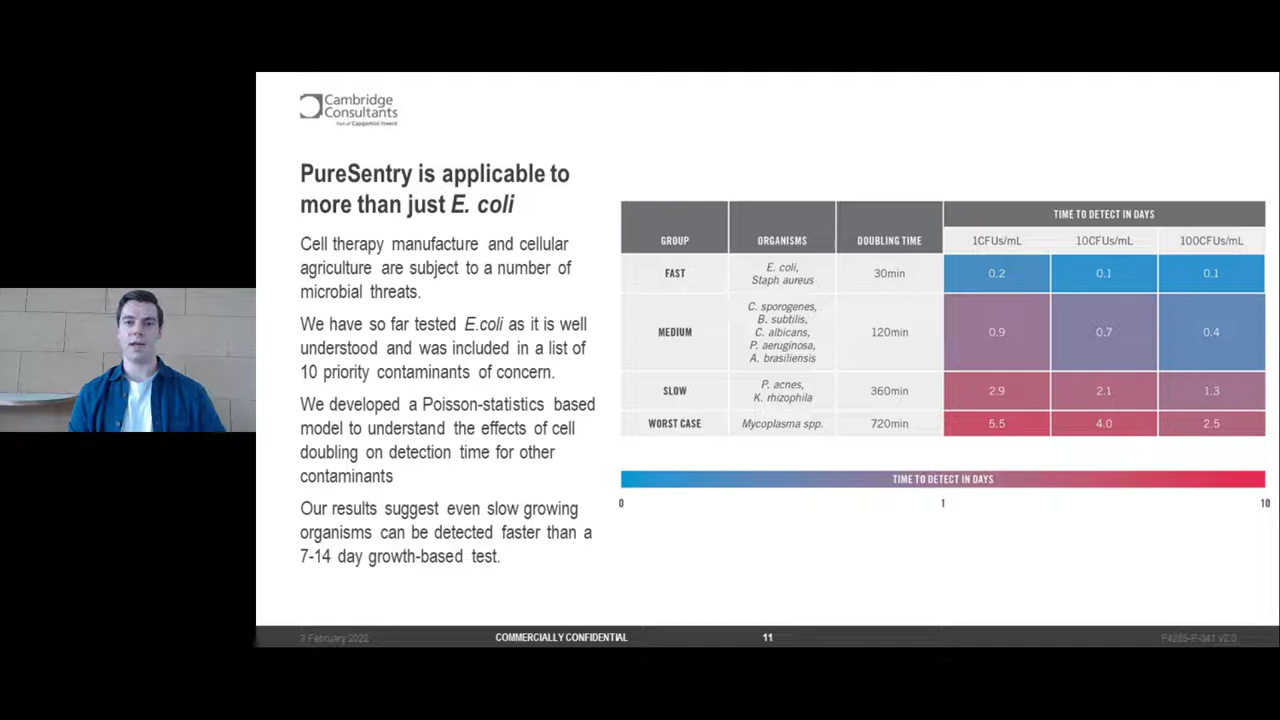 Cambridge
Consultants
Part of Capgemini Invent
PureSentry is applicable to
more than just E. coli
Cell therapy manufacture and cellular
agriculture are subject to a number of
microbial threats.
We have so far tested E.coli as it is well
understood and was included in a list of
10 priority contaminants of concern.
We developed a Poisson-statistics based
model to understand the effects of cell
doubling on detection time for other
contaminants
Our results suggest even slow growing
organisms can be detected faster than a
7-14 day growth-based test.
TIME TO DETECT IN DAYS
GROUP ORGANISMS DOUBLING TIME 1CFUs/mL 10CFUs/mL 100CFUs/mL
FAST E. coli, Staph aureus 30min 0.2 0.1 0.1
MEDIUM C. sporogenes, B. subtilis, C. albicans, P. aeruginosa, A. brasiliensis 120min 0.9 0.7 0.4
SLOW P. acnes, K. rhizophila 360min 2.9 2.1 1.3
WORST CASE Mycoplasma spp. 720min 5.5 4.0 2.5
TIME TO DETECT IN DAYS
0 1 10
3 February 2022 COMMERCIALLY CONFIDENTIAL 11 P4285-P-041 v2.0